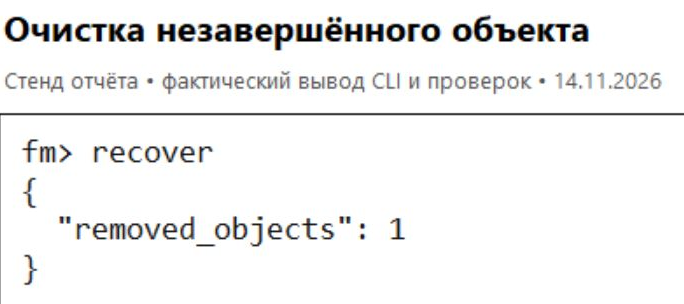 Очистка незавершённого объекта
Стенд отчёта • фактический вывод CLI и проверок • 14.11.2026
fm> recover
{
  "removed_objects": 1
}